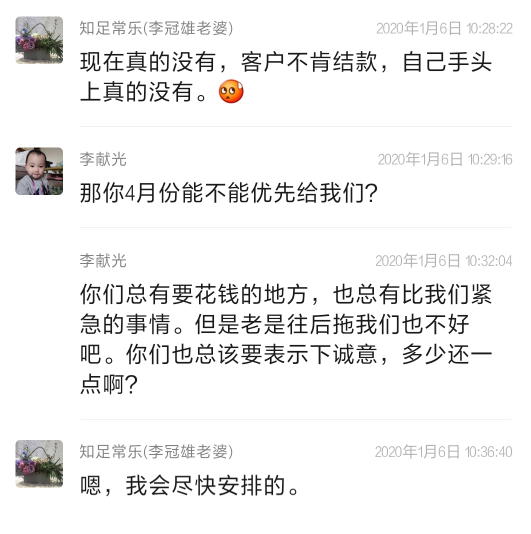 知足常乐(李冠雄老婆) 2020年1月6日 10:28:22
现在真的没有，客户不肯结款，自己手头
上真的没有。🥺
李献光 2020年1月6日 10:29:16
那你4月份能不能优先给我们？
李献光 2020年1月6日 10:32:04
你们总有要花钱的地方，也总有比我们紧
急的事情。但是老是往后拖我们也不好
吧。你们也总该要表示下诚意，多少还一
点啊？
知足常乐(李冠雄老婆) 2020年1月6日 10:36:40
嗯，我会尽快安排的。